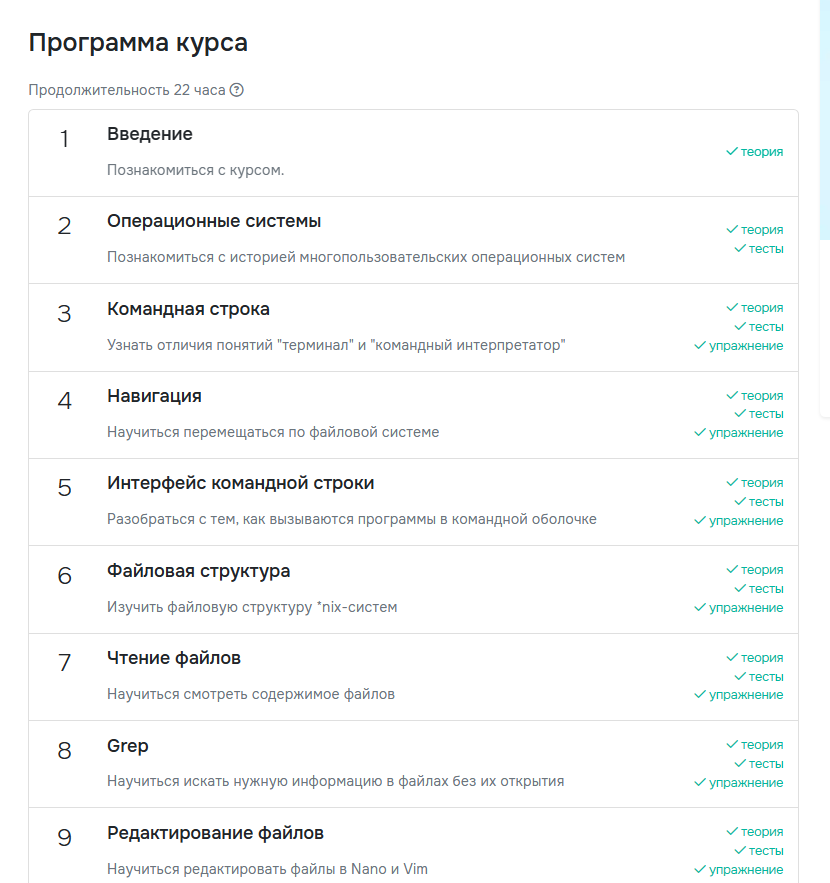 Программа курса
Продолжительность 22 часа
1
Введение
Познакомиться с курсом.
теория
2
Операционные системы
Познакомиться с историей многопользовательских операционных систем
теория
тесты
3
Командная строка
Узнать отличия понятий "терминал" и "командный интерпретатор"
теория
тесты
упражнение
4
Навигация
Научиться перемещаться по файловой системе
теория
тесты
упражнение
5
Интерфейс командной строки
Разобраться с тем, как вызываются программы в командной оболочке
теория
тесты
упражнение
6
Файловая структура
Изучить файловую структуру *nix-систем
теория
тесты
упражнение
7
Чтение файлов
Научиться смотреть содержимое файлов
теория
тесты
упражнение
8
Grep
Научиться искать нужную информацию в файлах без их открытия
теория
тесты
упражнение
9
Редактирование файлов
Научиться редактировать файлы в Nano и Vim
теория
тесты
упражнение